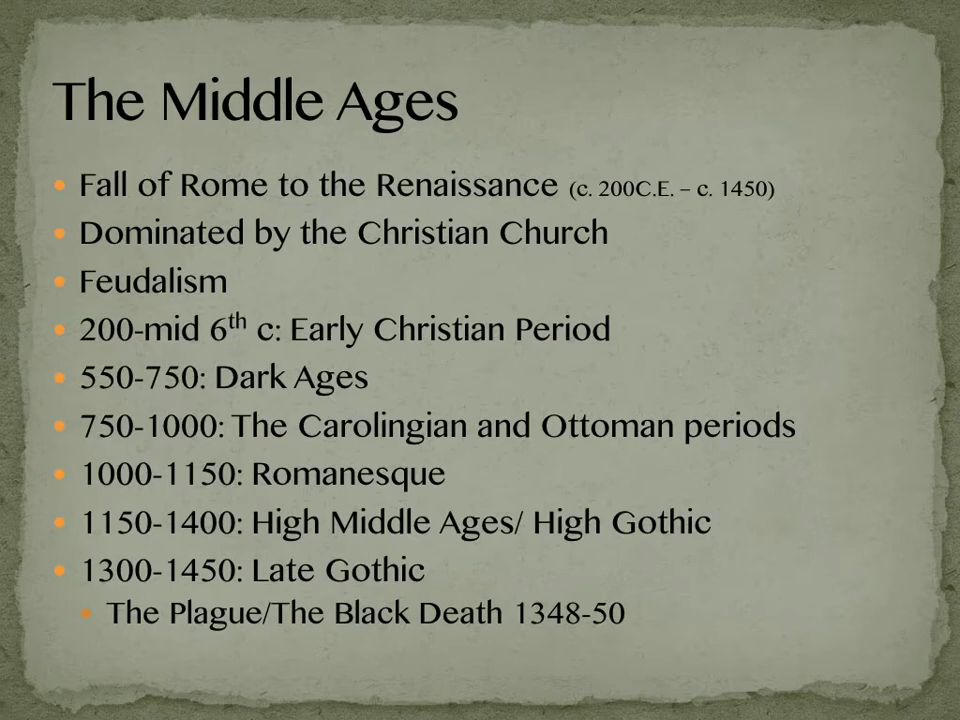 The Middle Ages
• Fall of Rome to the Renaissance (c. 200C.E. – c. 1450)
• Dominated by the Christian Church
• Feudalism
• 200-mid 6th c: Early Christian Period
• 550-750: Dark Ages
• 750-1000: The Carolingian and Ottoman periods
• 1000-1150: Romanesque
• 1150-1400: High Middle Ages/ High Gothic
• 1300-1450: Late Gothic
• The Plague/The Black Death 1348-50